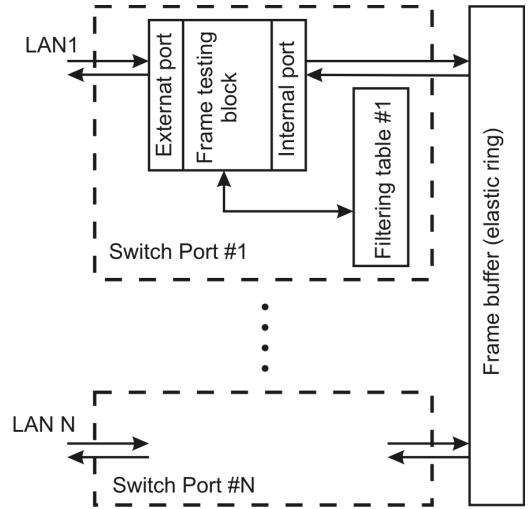 LAN1
Externat port
Frame testing
block
Internal port
Filtering table #1
Switch Port #1
Frame buffer (elastic ring)
LAN N
Switch Port #N